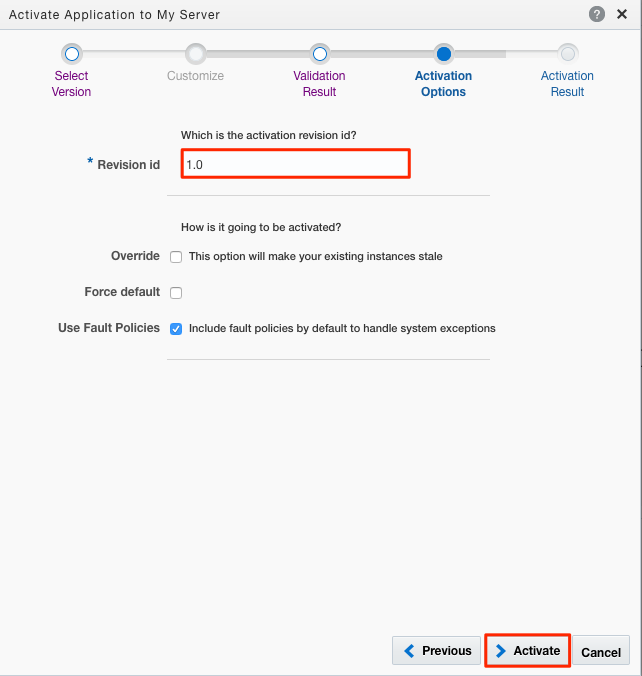 Activate Application to My Server
?
Select
Version
Customize
Validation
Result
Activation
Options
Activation
Result
Which is the activation revision id?
* Revision id 1.0
How is it going to be activated?
Override This option will make your existing instances stale
Force default
Use Fault Policies Include fault policies by default to handle system exceptions
Previous Activate Cancel